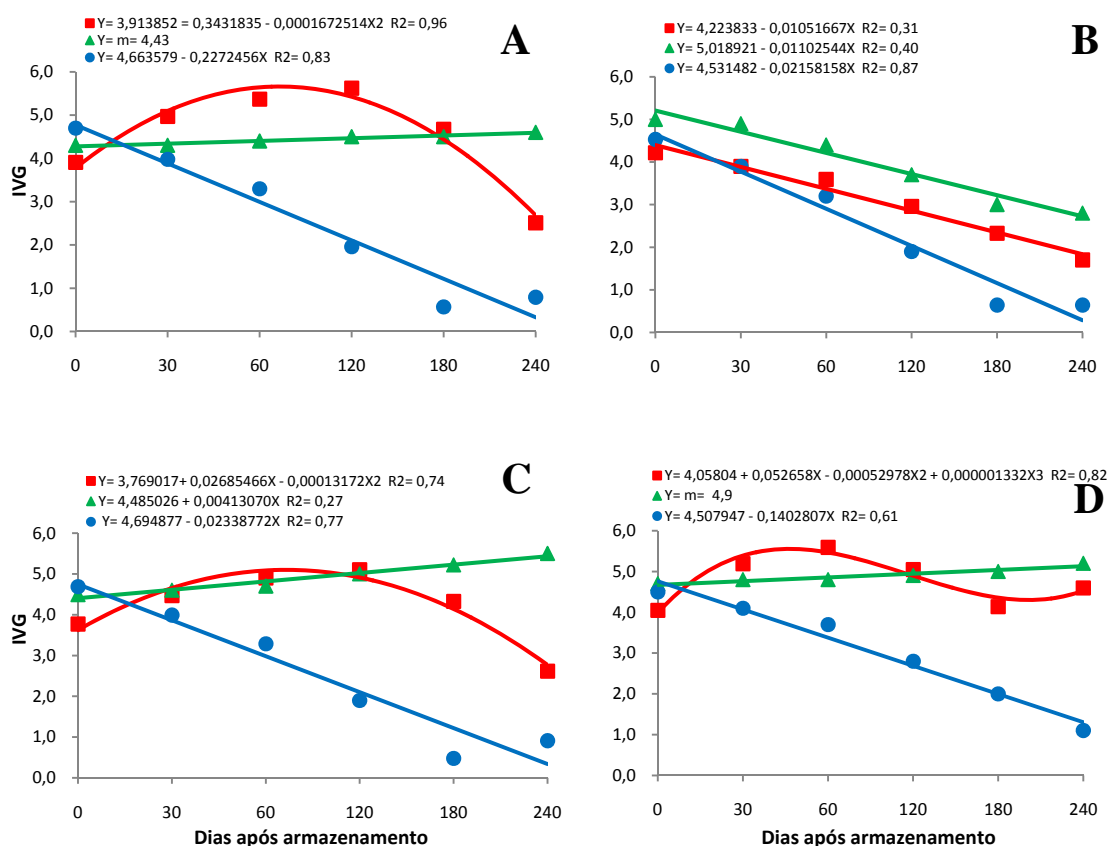 Y= 3,913852 = 0,3431835 - 0,0001672514X2 R2= 0,96
Y= m= 4,43
Y= 4,663579 - 0,2272456X R2= 0,83
A
6,0
5,0
4,0
3,0
2,0
1,0
0,0
IVG
0 30 60 120 180 240
Y= 4,223833 - 0,01051667X R2= 0,31
Y= 5,018921 - 0,01102544X R2= 0,40
Y= 4,531482 - 0,02158158X R2= 0,87
B
6,0
5,0
4,0
3,0
2,0
1,0
0,0
0 30 60 120 180 240
Y= 3,769017+ 0,02685466X - 0,00013172X2 R2= 0,74
Y= 4,485026 + 0,00413070X R2= 0,27
Y= 4,694877 - 0,02338772X R2= 0,77
C
6,0
5,0
4,0
3,0
2,0
1,0
0,0
IVG
0 30 60 120 180 240
Dias após armazenamento
Y= 4,05804 + 0,052658X - 0,00052978X2 + 0,000001332X3 R2= 0,82
Y= m= 4,9
Y= 4,507947 - 0,1402807X R2= 0,61
D
6,0
5,0
4,0
3,0
2,0
1,0
0,0
0 30 60 120 180 240
Dias após armazenamento